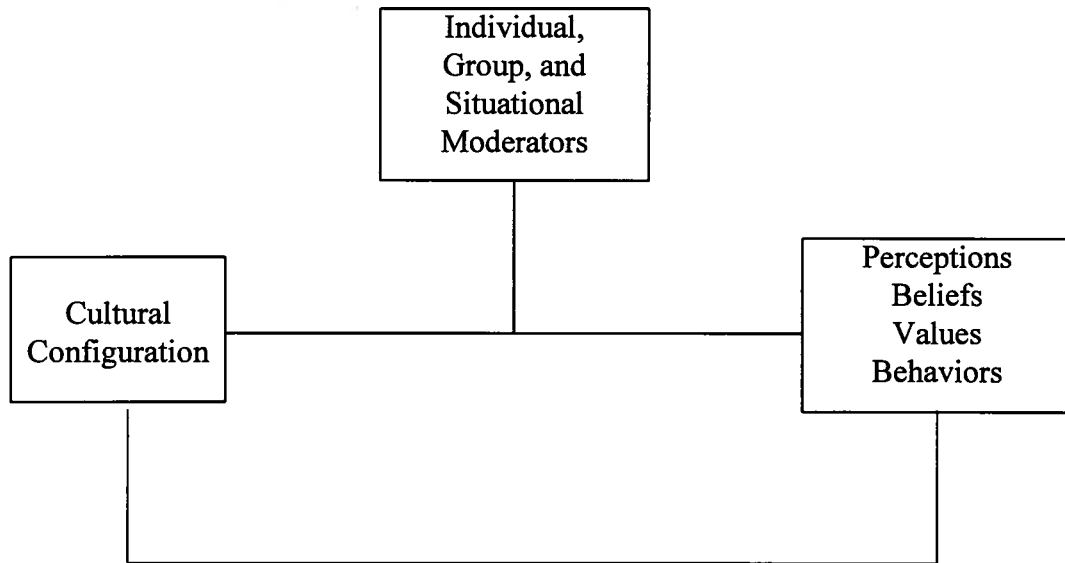 Individual,
Group, and
Situational
Moderators
Cultural
Configuration
Perceptions
Beliefs
Values
Behaviors